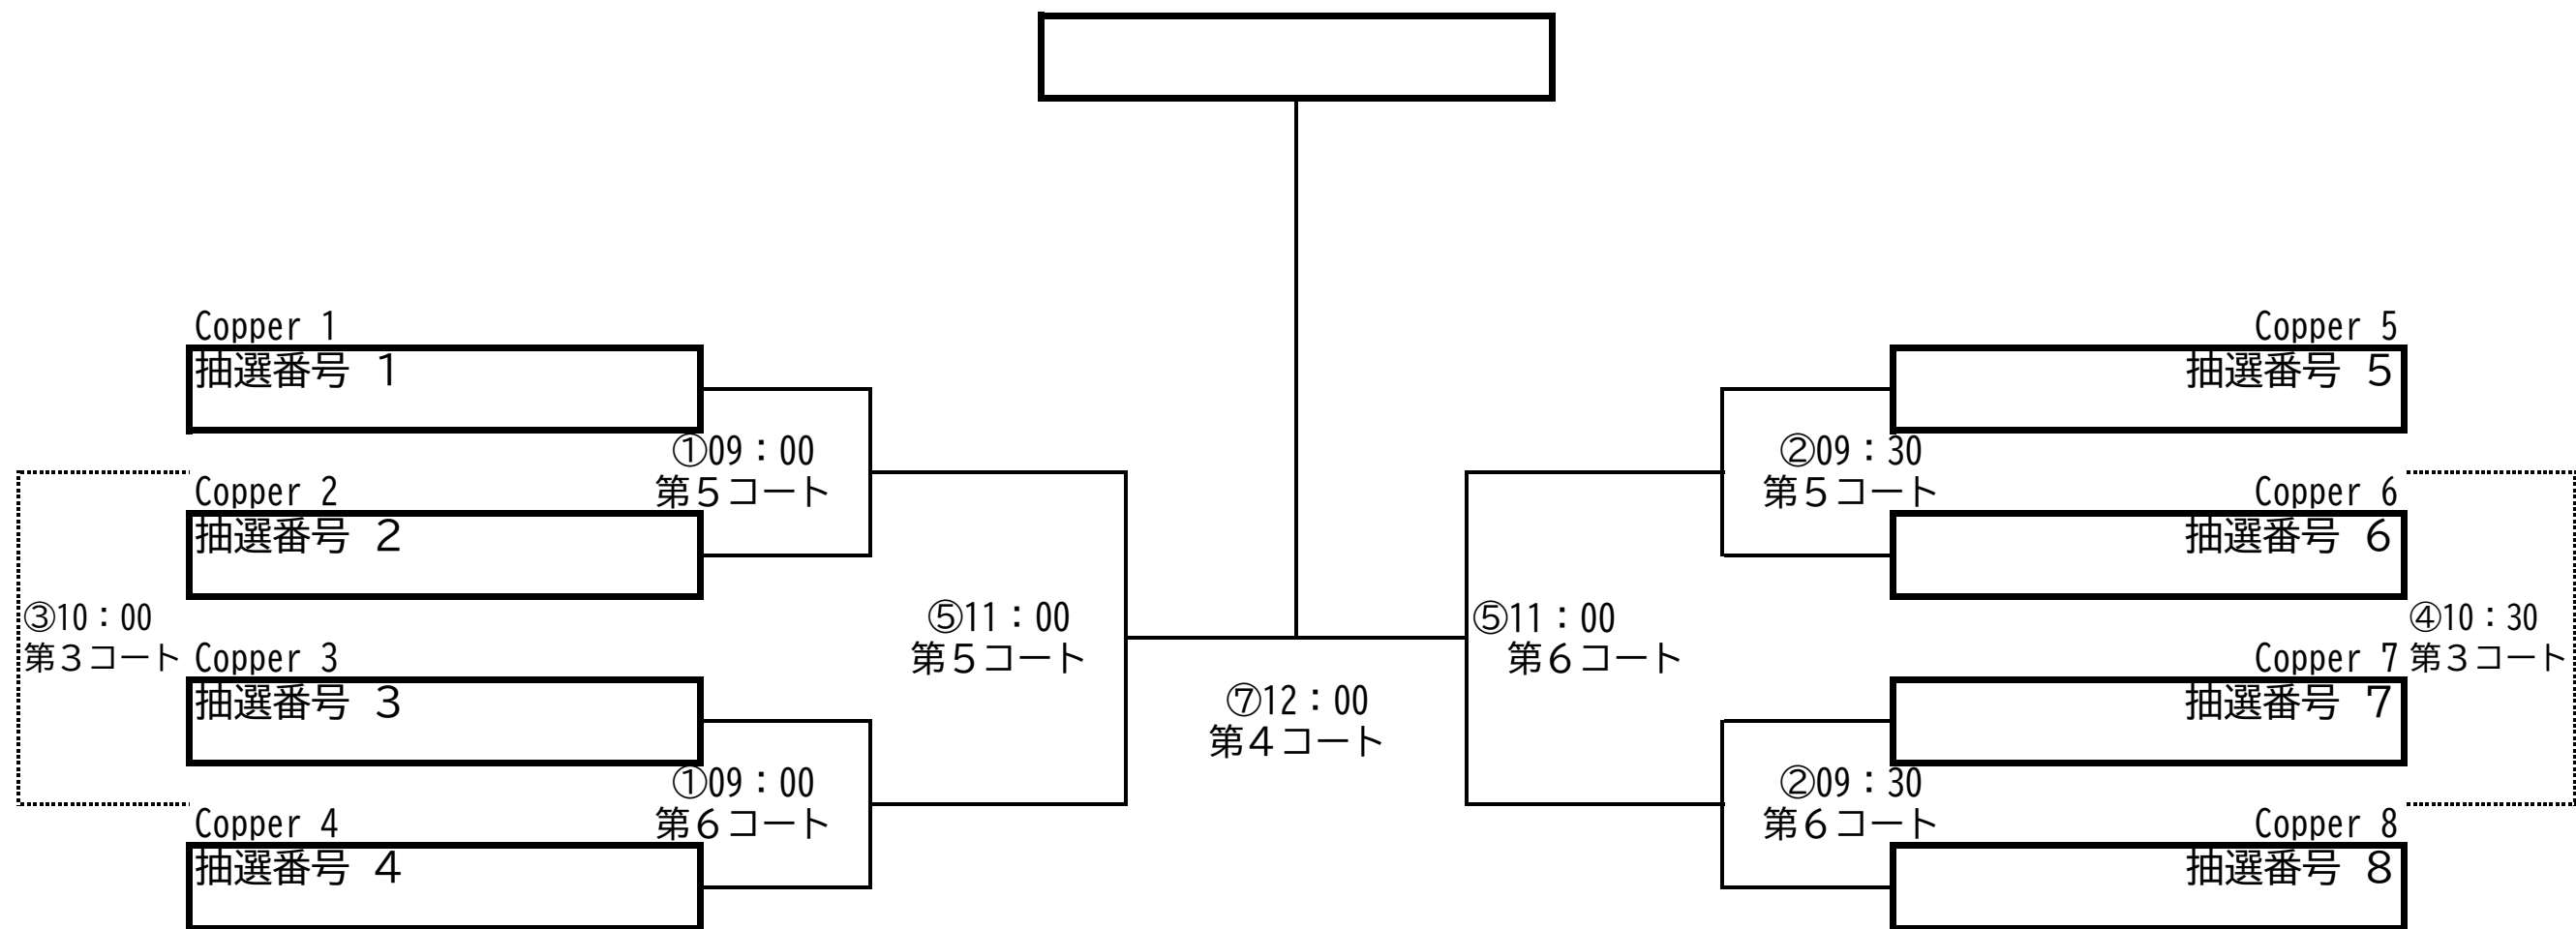 Copper 1
抽選番号 1
①09：00
第５コート
Copper 2
抽選番号 2
③10：00
第３コート
Copper 3
抽選番号 3
①09：00
第６コート
Copper 4
抽選番号 4
⑤11：00
第５コート
⑦12：00
第４コート
⑤11：00
第６コート
Copper 5
抽選番号 5
②09：30
第５コート
Copper 6
抽選番号 6
④10：30
第３コート
Copper 7
抽選番号 7
②09：30
第６コート
Copper 8
抽選番号 8